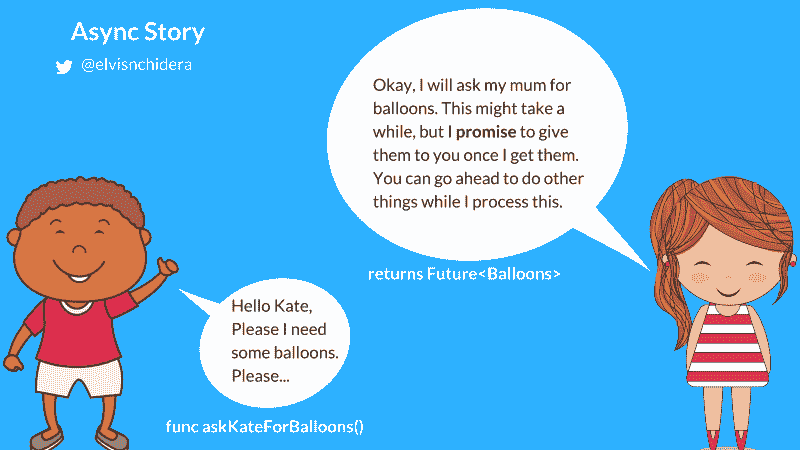 Async Story
@elvisnchidera
Okay, I will ask my mum for
balloons. This might take a
while, but I promise to give
them to you once I get them.
You can go ahead to do other
things while I process this.
returns Future<Balloons>
Hello Kate,
Please I need
some balloons.
Please...
func askKateForBalloons()